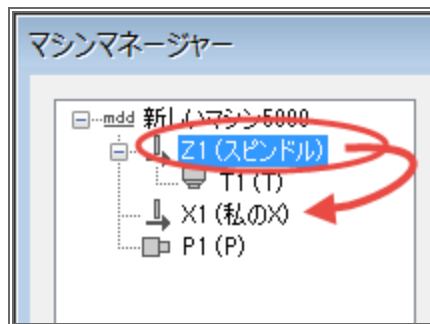 マシンマネージャー
mdd 新しいマシン5000
Z1 (スピンドル)
T1 (T)
X1 (私のX)
P1 (P)